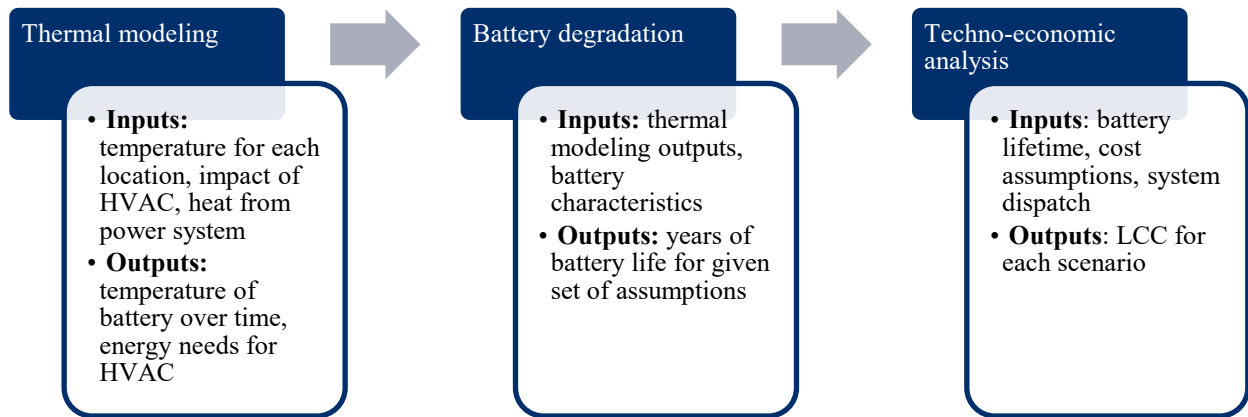 Thermal modeling
• Inputs:
temperature for each
location, impact of
HVAC, heat from
power system
• Outputs:
temperature of
battery over time,
energy needs for
HVAC
Battery degradation
• Inputs: thermal
modeling outputs,
battery
characteristics
• Outputs: years of
battery life for given
set of assumptions
Techno-economic
analysis
• Inputs: battery
lifetime, cost
assumptions, system
dispatch
• Outputs: LCC for
each scenario